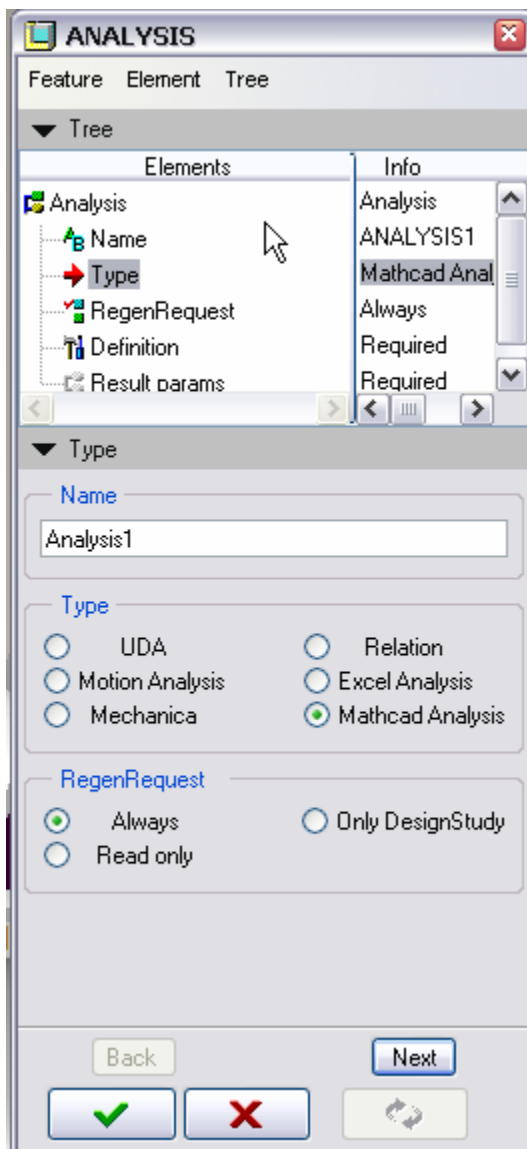 ANALYSIS
Feature Element Tree
Tree
Elements Info
Analysis Analysis
Name ANALYSIS1
Type Mathcad Anal
RegenRequest Always
Definition Required
Result params Required
Type
Name
Analysis1
Type
UDA Relation
Motion Analysis Excel Analysis
Mechanica Mathcad Analysis
RegenRequest
Always Only DesignStudy
Read only
Back Next